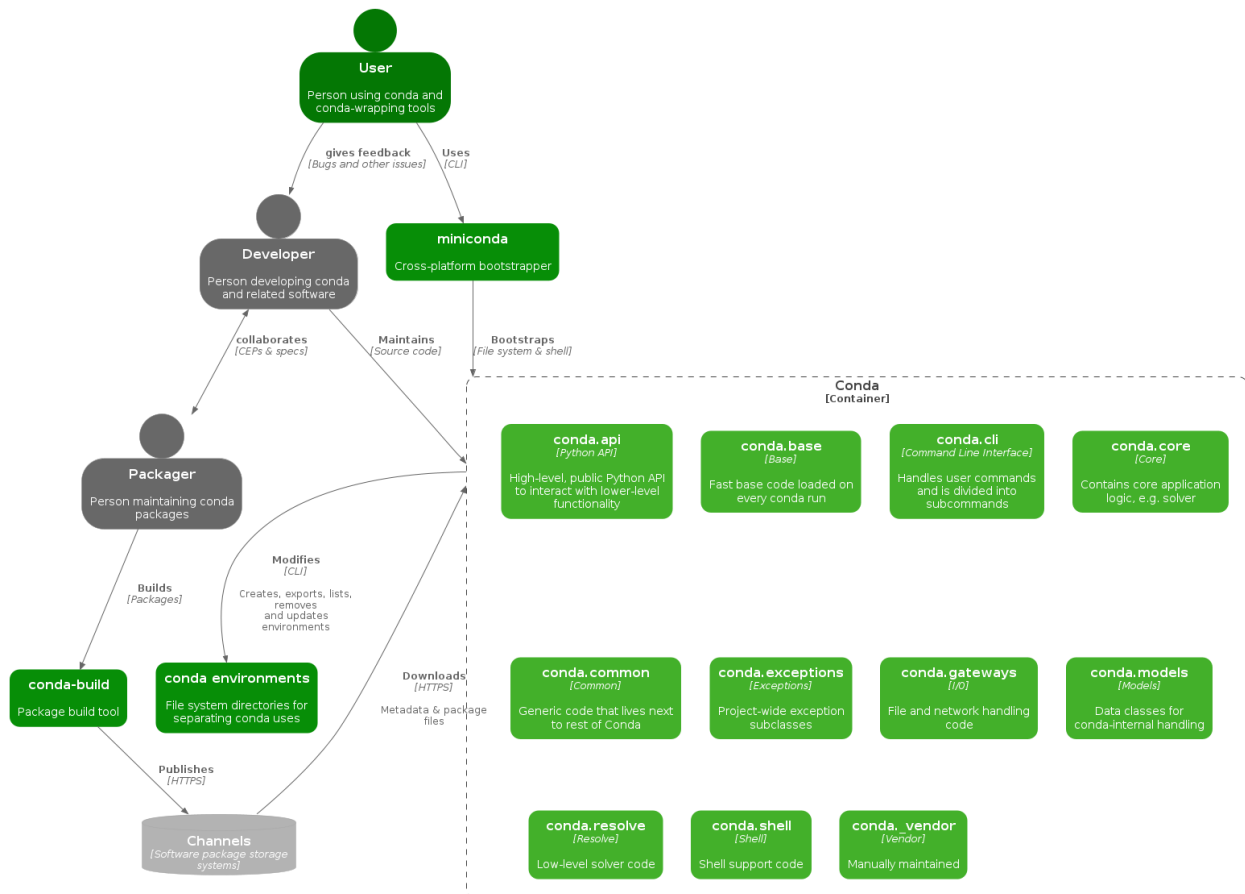 User
Person using conda and
conda-wrapping tools
gives feedback
[Bugs and other issues]
Uses
[CLI]
Developer
Person developing conda
and related software
miniconda
Cross-platform bootstrapper
collaborates
[CEPs & specs]
Maintains
[Source code]
Bootstraps
[File system & shell]
Packager
Person maintaining conda
packages
Conda
[Container]
conda.api
[Python API]
High-level, public Python API
to interact with lower-level
functionality
conda.base
[Base]
Fast base code loaded on
every conda run
conda.cli
[Command Line Interface]
Handles user commands
and is divided into
subcommands
conda.core
[Core]
Contains core application
logic, e.g. solver
Builds
[Packages]
Modifies
[CLI]
Creates, exports, lists,
removes
and updates
environments
conda-build
Package build tool
conda environments
File system directories for
separating conda uses
Downloads
[HTTPS]
Metadata & package
files
conda.common
[Common]
Generic code that lives next
to rest of Conda
conda.exceptions
[Exceptions]
Project-wide exception
subclasses
conda.gateways
[I/0]
File and network handling
code
conda.models
[Models]
Data classes for
conda-internal handling
Publishes
[HTTPS]
Channels
[Software package storage
systems]
conda.resolve
[Resolve]
Low-level solver code
conda.shell
[Shell]
Shell support code
conda._vendor
[Vendor]
Manually maintained